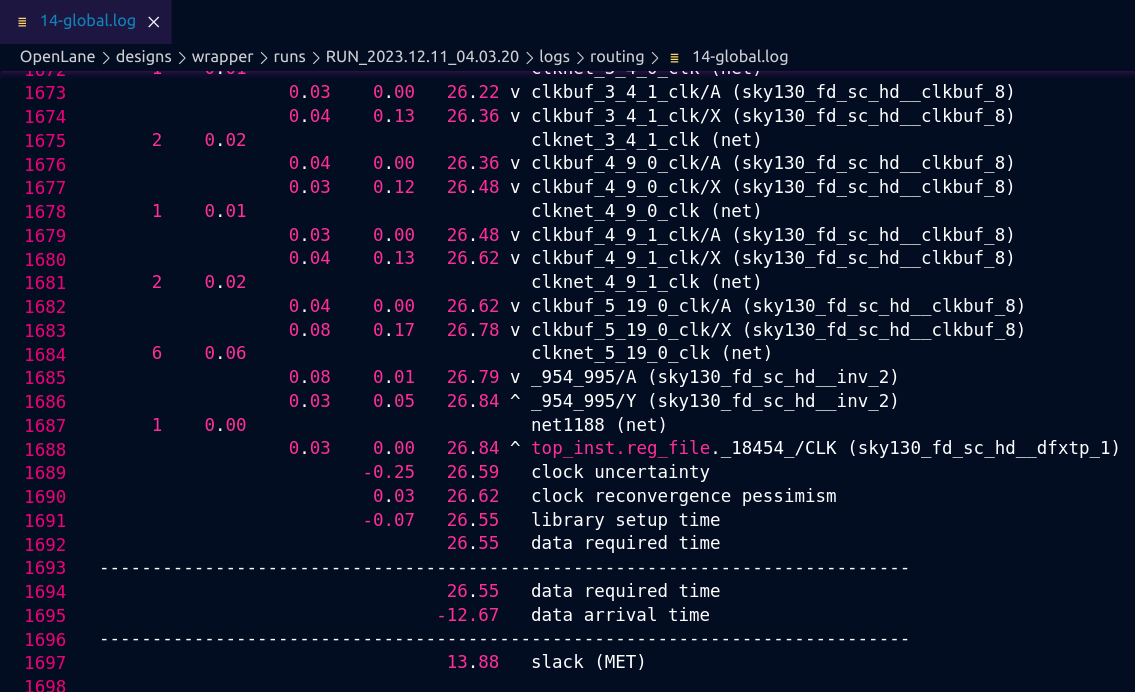 14-global.log
OpenLane > designs > wrapper > runs > RUN_2023.12.11_04.03.20 > logs > routing > 14-global.log
1672 1 0.01 clknet_3_4_0_clk (net)
1673 0.03 0.00 26.22 v clkbuf_3_4_1_clk/A (sky130_fd_sc_hd__clkbuf_8)
1674 0.04 0.13 26.36 v clkbuf_3_4_1_clk/X (sky130_fd_sc_hd__clkbuf_8)
1675 2 0.02 clknet_3_4_1_clk (net)
1676 0.04 0.00 26.36 v clkbuf_4_9_0_clk/A (sky130_fd_sc_hd__clkbuf_8)
1677 0.03 0.12 26.48 v clkbuf_4_9_0_clk/X (sky130_fd_sc_hd__clkbuf_8)
1678 1 0.01 clknet_4_9_0_clk (net)
1679 0.03 0.00 26.48 v clkbuf_4_9_1_clk/A (sky130_fd_sc_hd__clkbuf_8)
1680 0.04 0.13 26.62 v clkbuf_4_9_1_clk/X (sky130_fd_sc_hd__clkbuf_8)
1681 2 0.02 clknet_4_9_1_clk (net)
1682 0.04 0.00 26.62 v clkbuf_5_19_0_clk/A (sky130_fd_sc_hd__clkbuf_8)
1683 0.08 0.17 26.78 v clkbuf_5_19_0_clk/X (sky130_fd_sc_hd__clkbuf_8)
1684 6 0.06 clknet_5_19_0_clk (net)
1685 0.08 0.01 26.79 v _954_995/A (sky130_fd_sc_hd__inv_2)
1686 0.03 0.05 26.84 ^ _954_995/Y (sky130_fd_sc_hd__inv_2)
1687 1 0.00 net1188 (net)
1688 0.03 0.00 26.84 ^ top_inst.reg_file._18454_/CLK (sky130_fd_sc_hd__dfxtp_1)
1689 -0.25 26.59 clock uncertainty
1690 0.03 26.62 clock reconvergence pessimism
1691 -0.07 26.55 library setup time
1692 26.55 data required time
1693 -----------------------------------------------------------------------------
1694 26.55 data required time
1695 -12.67 data arrival time
1696 -----------------------------------------------------------------------------
1697 13.88 slack (MET)
1698